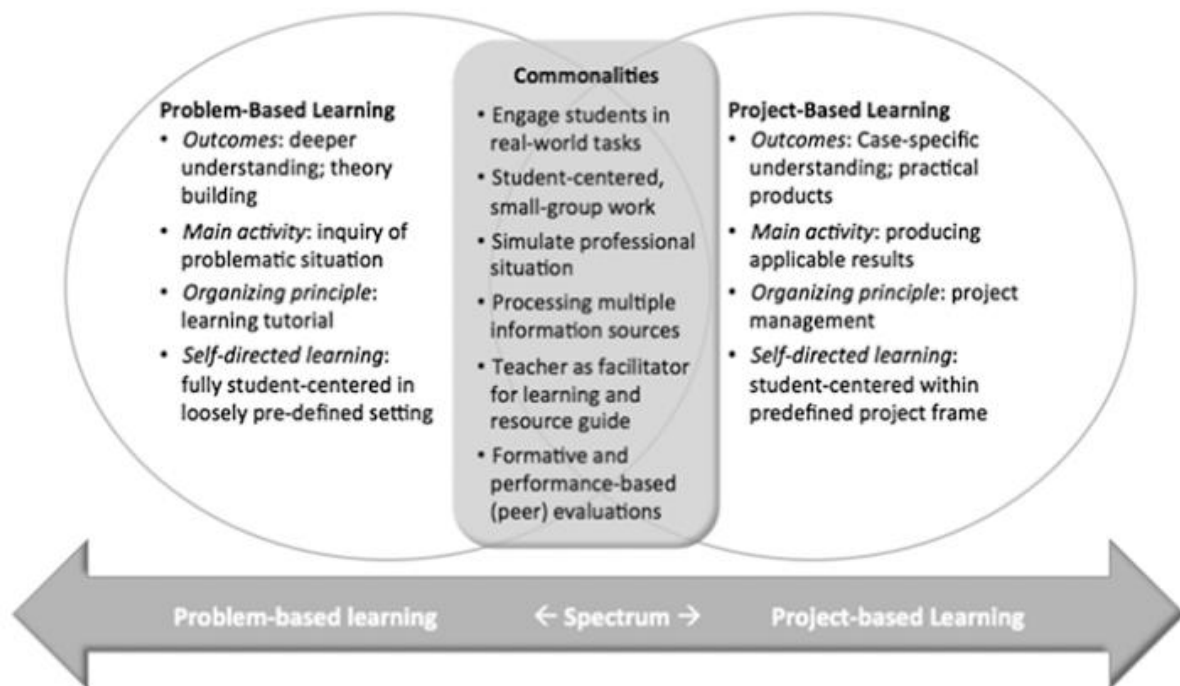 Problem-Based Learning
• Outcomes: deeper
understanding; theory
building
• Main activity: inquiry of
problematic situation
• Organizing principle:
learning tutorial
• Self-directed learning:
fully student-centered in
loosely pre-defined setting
Commonalities
• Engage students in
real-world tasks
• Student-centered,
small-group work
• Simulate professional
situation
• Processing multiple
information sources
• Teacher as facilitator
for learning and
resource guide
• Formative and
performance-based
(peer) evaluations
Project-Based Learning
• Outcomes: Case-specific
understanding; practical
products
• Main activity: producing
applicable results
• Organizing principle: project
management
• Self-directed learning:
student-centered within
predefined project frame
Problem-based learning ← Spectrum → Project-based Learning